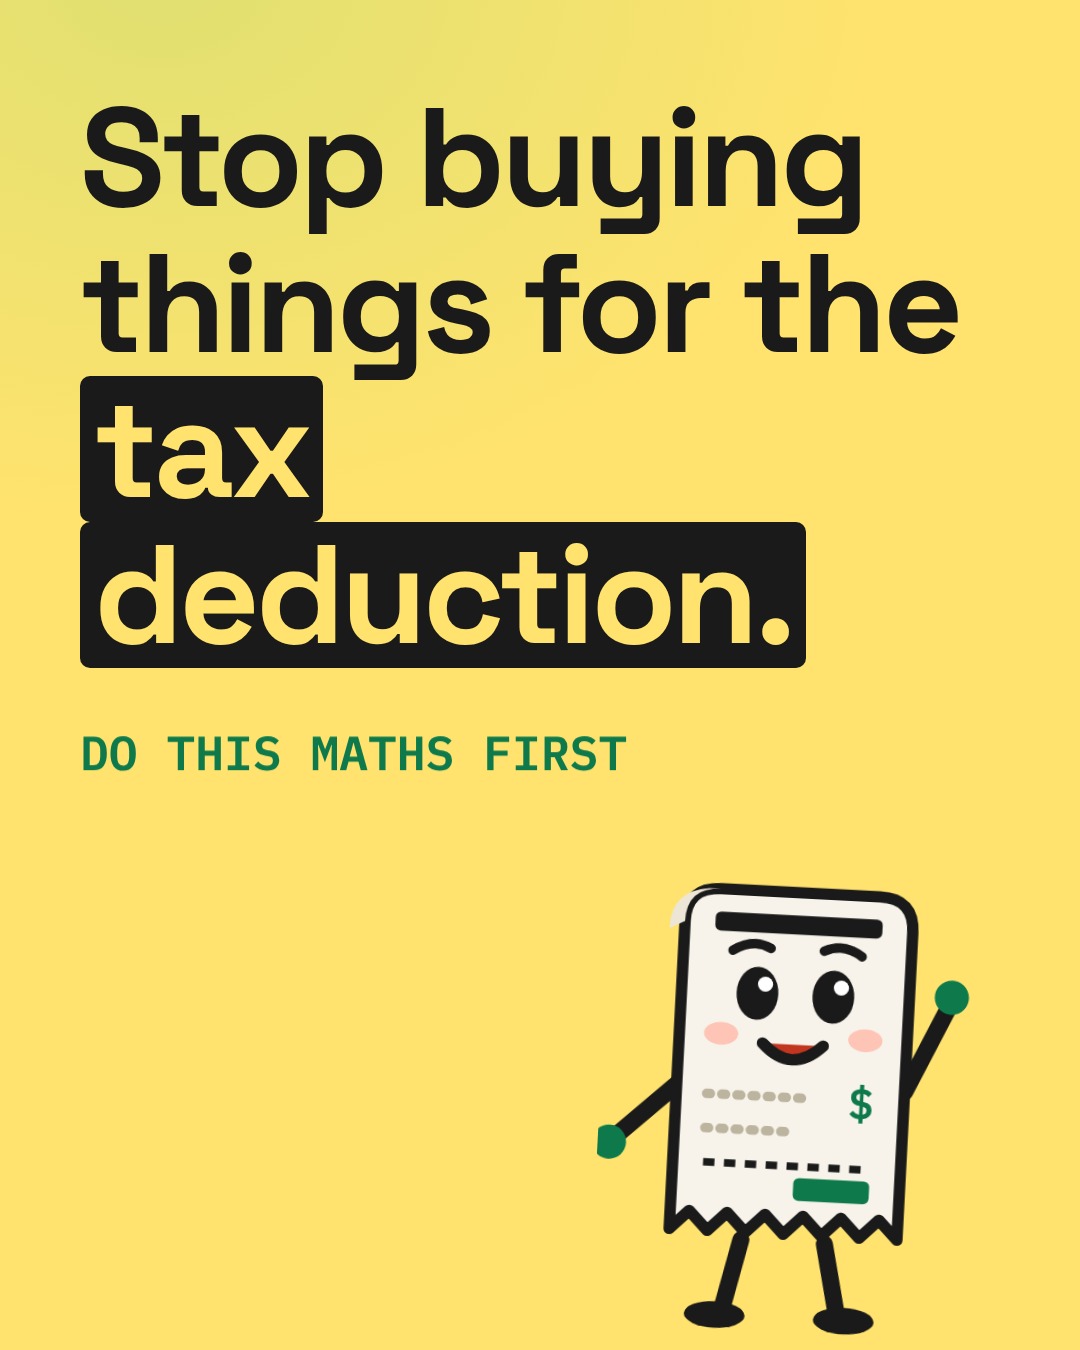 Stop buying
things for the
tax
deduction.
DO THIS MATHS FIRST
$